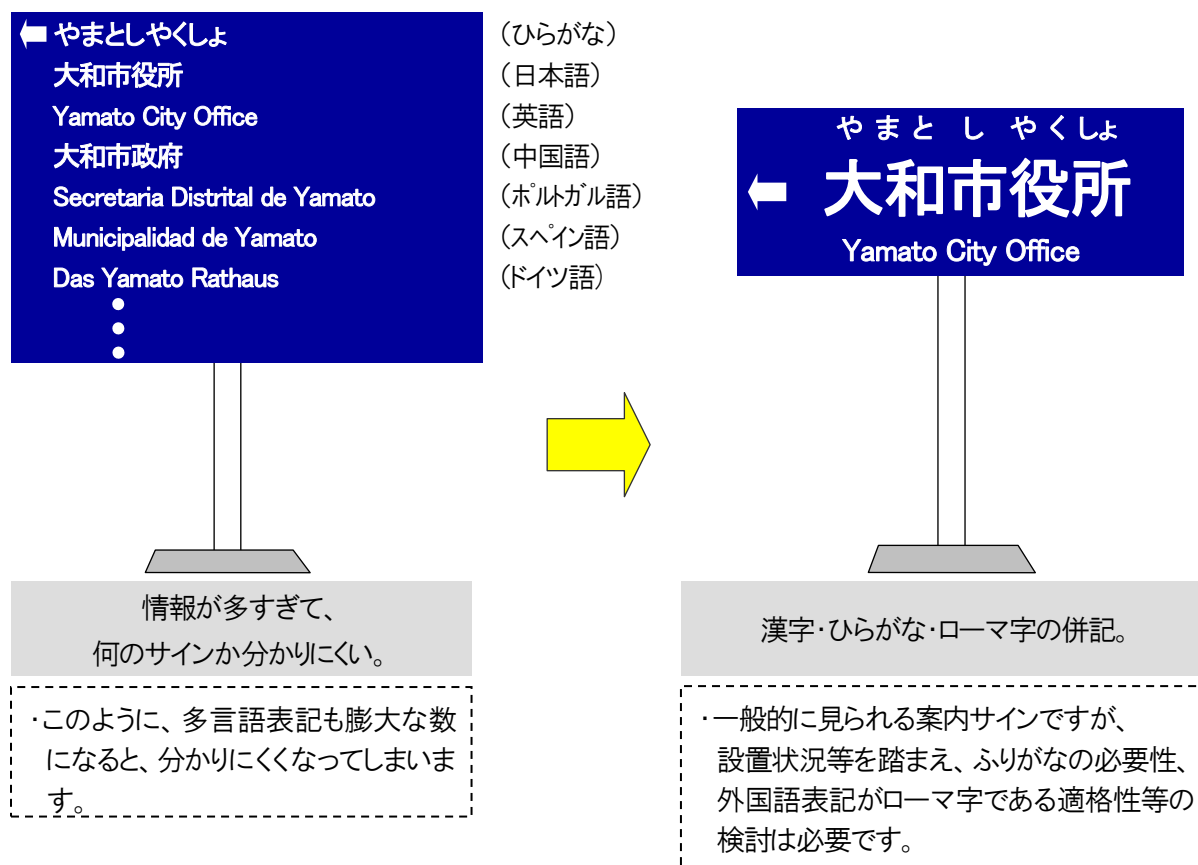 やまとしやくしょ
(ひらがな)
大和市役所
(日本語)
Yamato City Office
(英語)
大和市政府
(中国語)
Secretaria Distrital de Yamato
(ポルトガル語)
Municipalidad de Yamato
(スペイン語)
Das Yamato Rathaus
(ドイツ語)
情報が多すぎて、
何のサインか分かりにくい。
・このように、多言語表記も膨大な数
になると、分かりにくくなってしまいま
す。
やまと し やくしょ
大和市役所
Yamato City Office
漢字・ひらがな・ローマ字の併記。
・一般的に見られる案内サインですが、
設置状況等を踏まえ、ふりがなの必要性、
外国語表記がローマ字である適格性等の
検討は必要です。